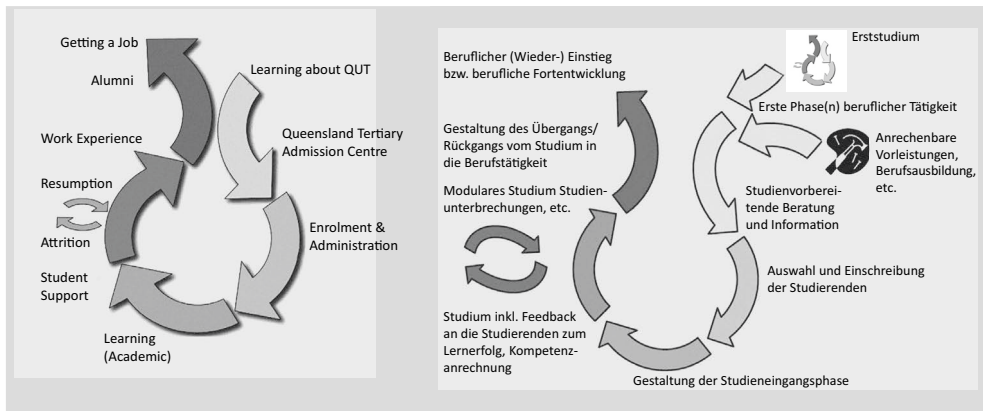 Getting a Job
Alumni
Learning about QUT
Work Experience
Queensland Tertiary
Admission Centre
Resumption
Attrition
Enrolment &
Administration
Student
Support
Learning
(Academic)
Beruflicher (Wieder-) Einstieg
bzw. berufliche Fortentwicklung
Erststudium
Erste Phase(n) beruflicher Tätigkeit
Gestaltung des Übergangs/
Rückgangs vom Studium in
die Berufstätigkeit
Anrechenbare
Vorleistungen,
Berufsausbildung,
etc.
Modulares Studium Studien-
unterbrechungen, etc.
Studienvorberei-
tende Beratung
und Information
Auswahl und Einschreibung
der Studierenden
Studium inkl. Feedback
an die Studierenden zum
Lernerfolg, Kompetenz-
anrechnung
Gestaltung der Studieneingangsphase